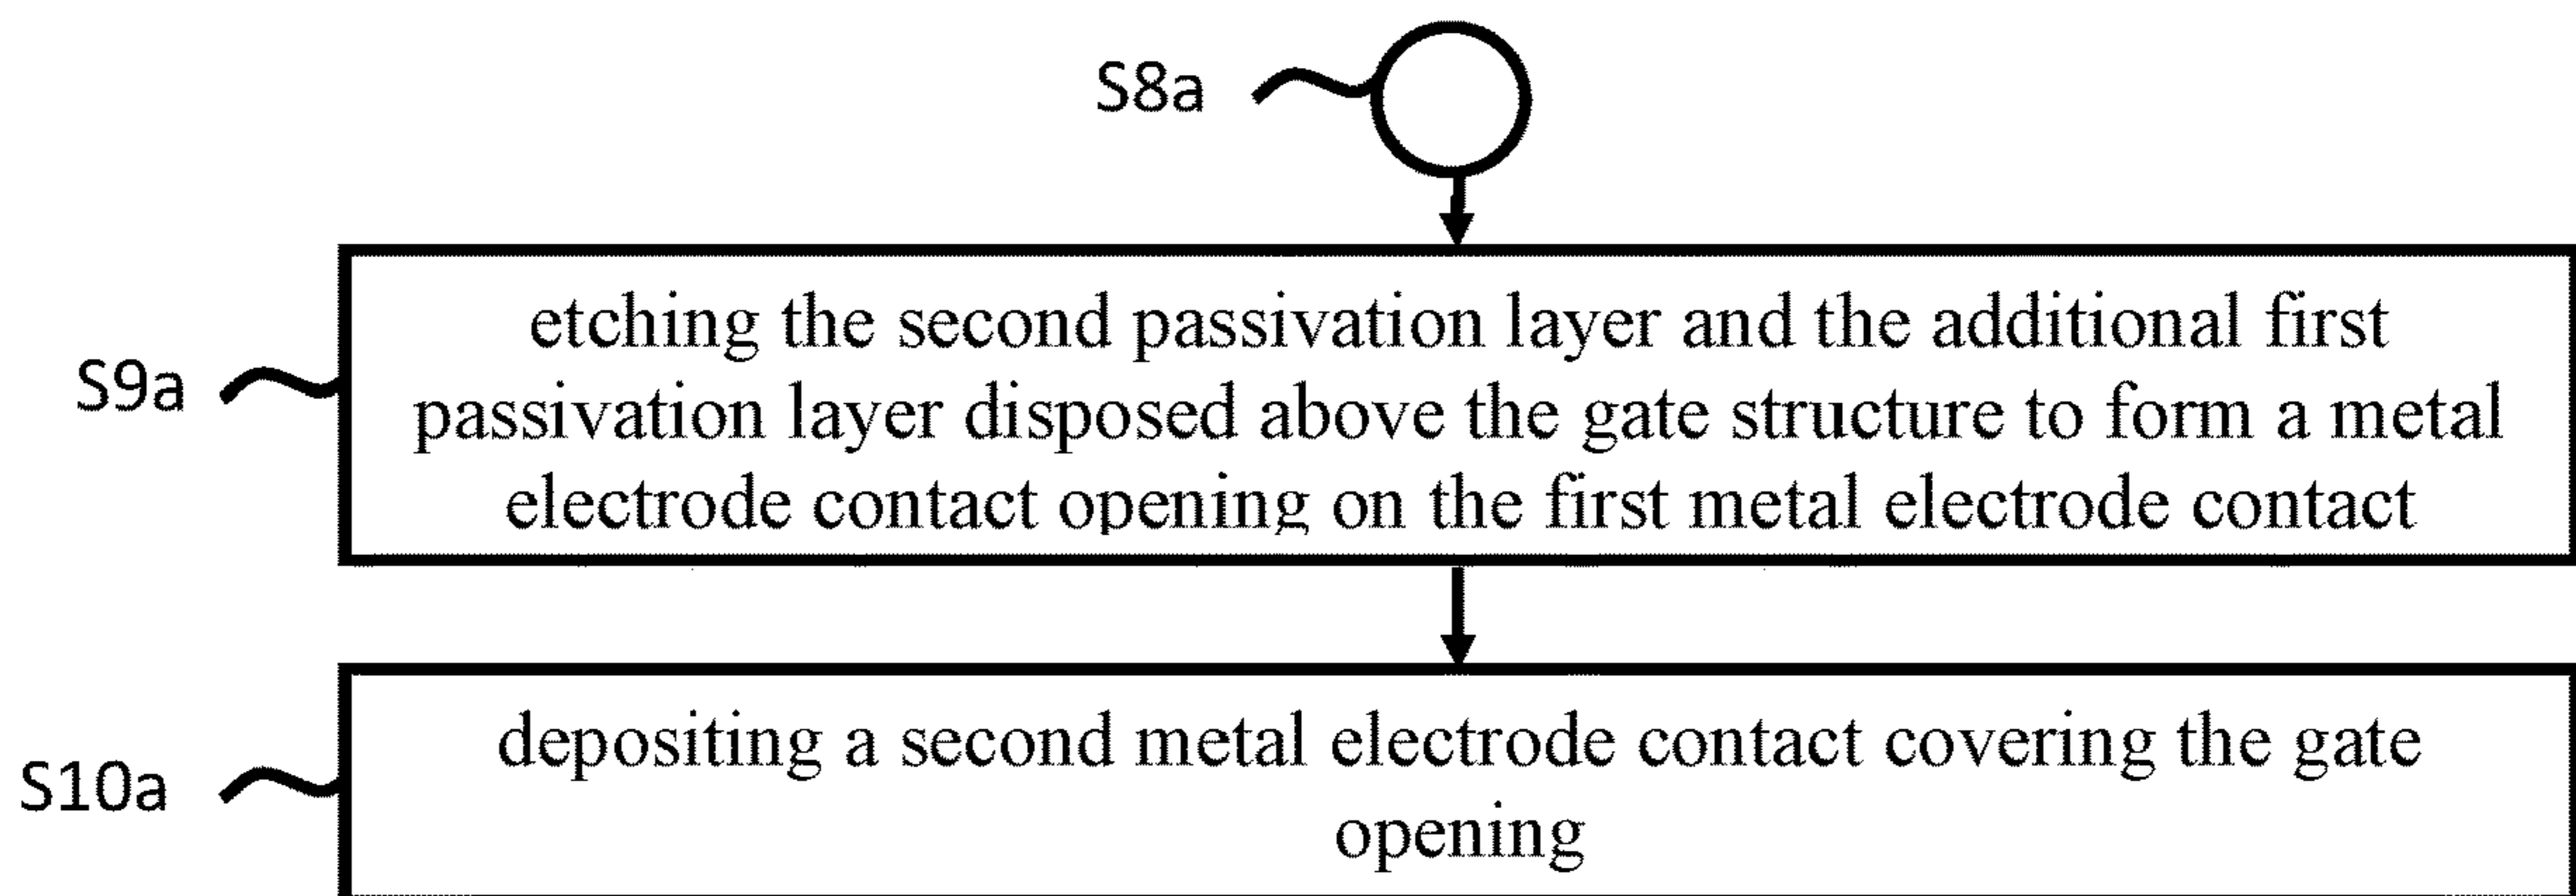 S8a
S9a
etching the second passivation layer and the additional first
passivation layer disposed above the gate structure to form a metal
electrode contact opening on the first metal electrode contact
S10a
depositing a second metal electrode contact covering the gate
opening